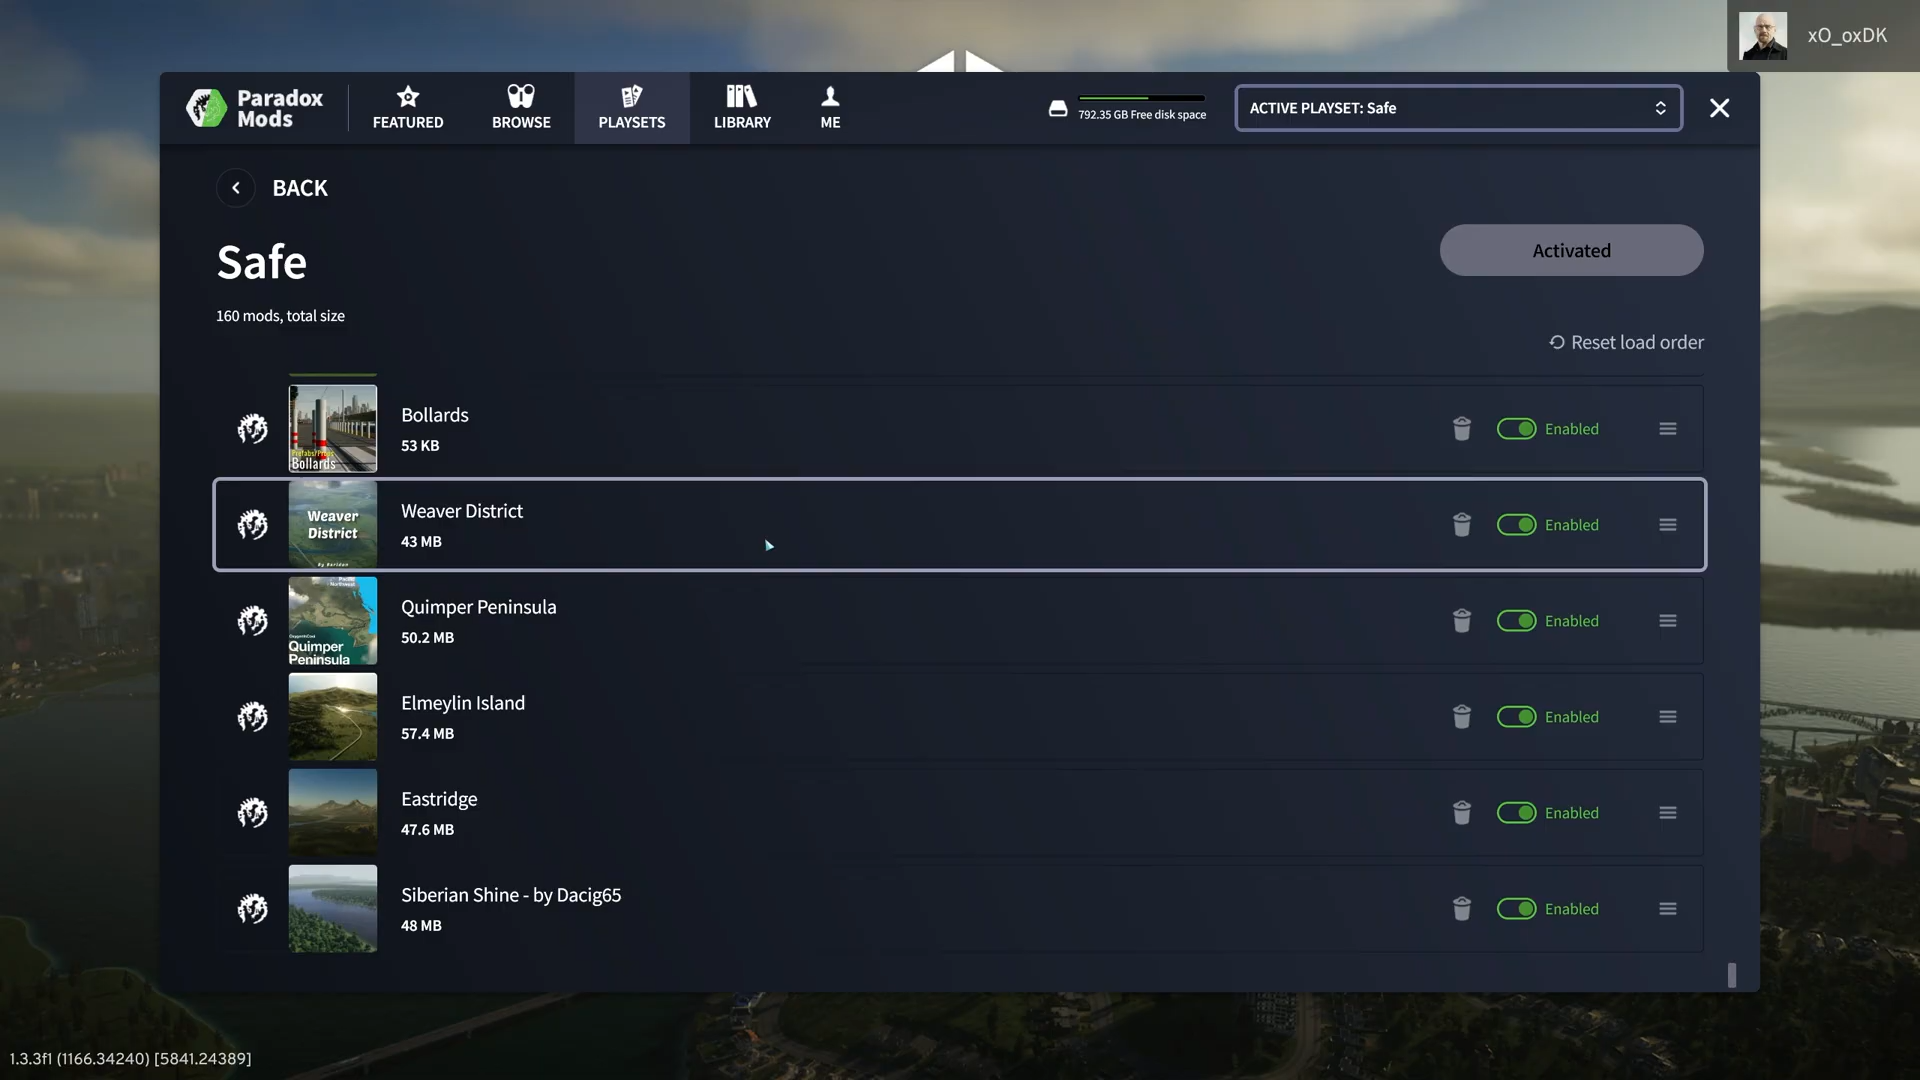 xO_oxDK
Paradox
Mods
FEATURED
BROWSE
PLAYSETS
LIBRARY
ME
792.35 GB Free disk space
ACTIVE PLAYSET: Safe
BACK
Safe
Activated
160 mods, total size
Reset load order
Prefabs/Props
Bollards
Bollards
53 KB
Enabled
Weaver
District
Weaver District
43 MB
Enabled
Quimper
Peninsula
Quimper Peninsula
50.2 MB
Enabled
Elmeylin Island
57.4 MB
Enabled
Eastridge
47.6 MB
Enabled
Siberian Shine - by Dacig65
48 MB
Enabled
1.3.3f1 (1166.34240) [5841.24389]